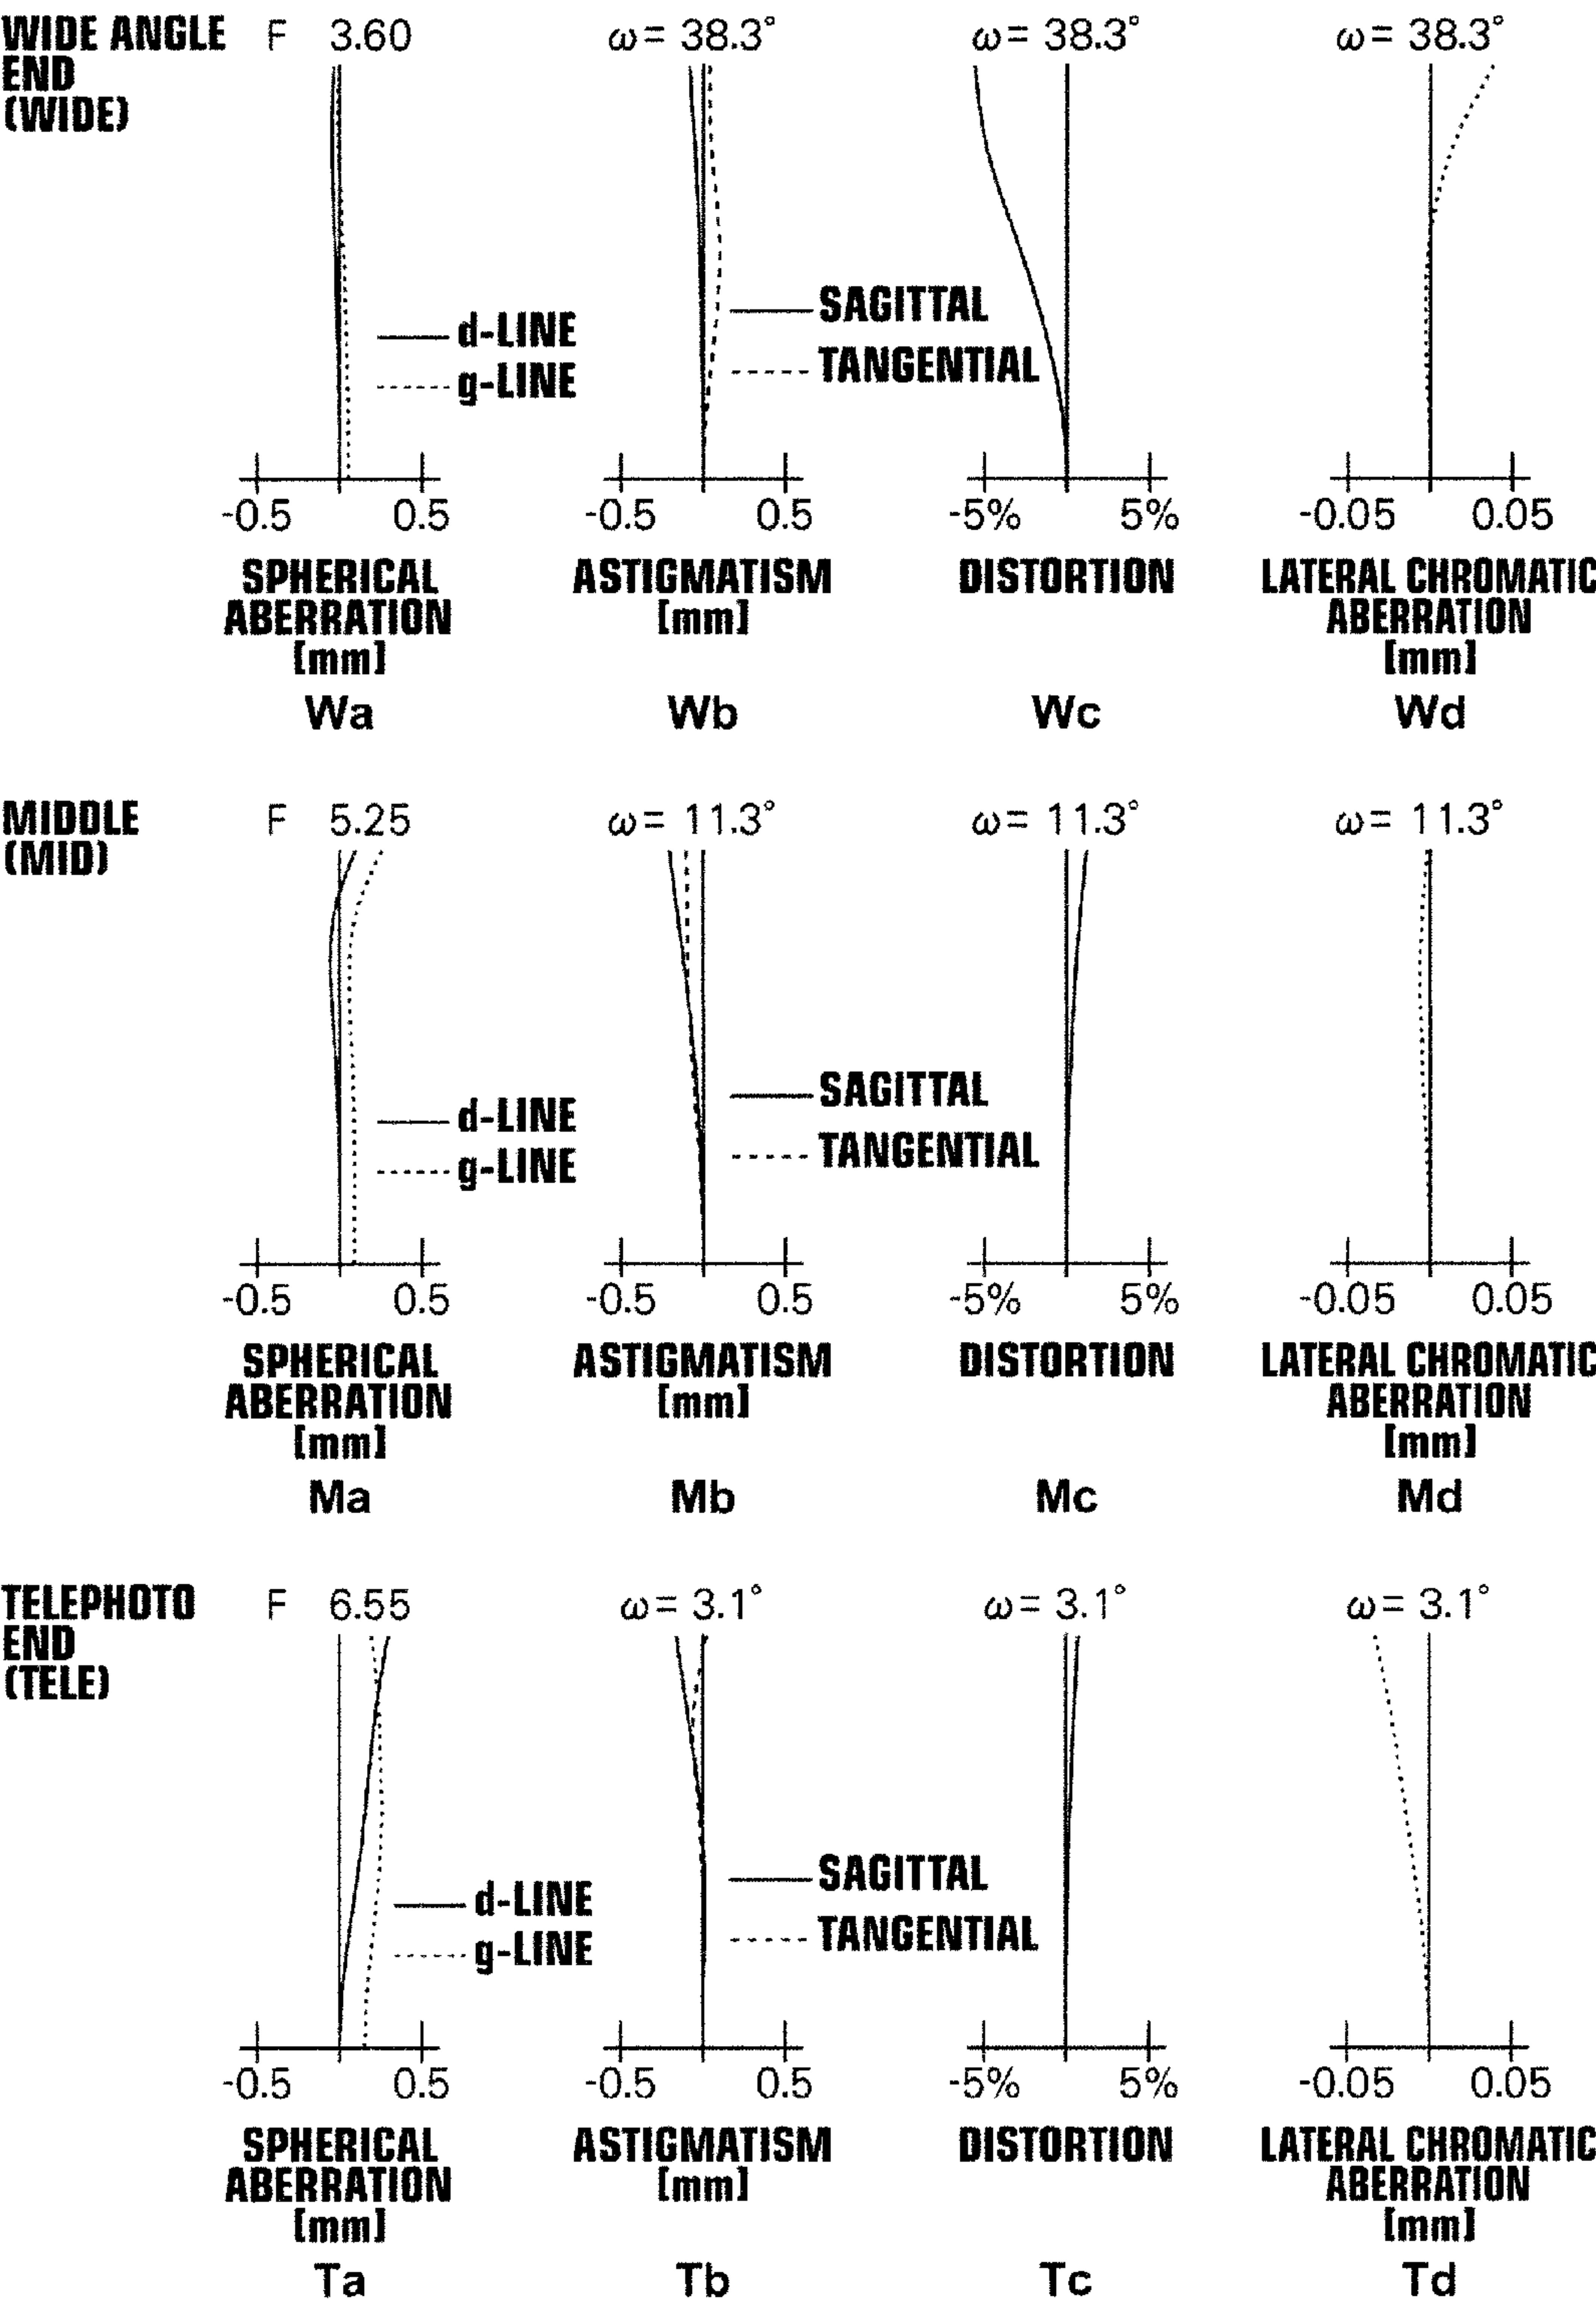 WIDE ANGLE END (WIDE)
F 3.60
ω= 38.3°
ω= 38.3°
ω= 38.3°
d-LINE
g-LINE
SAGITTAL
TANGENTIAL
-0.5 0.5
-0.5 0.5
-5% 5%
-0.05 0.05
SPHERICAL
ABERRATION
[mm]
ASTIGMATISM
[mm]
DISTORTION
LATERAL CHROMATIC
ABERRATION
[mm]
Wa
Wb
Wc
Wd
MIDDLE
(MID)
F 5.25
ω= 11.3°
ω= 11.3°
ω= 11.3°
d-LINE
g-LINE
SAGITTAL
TANGENTIAL
-0.5 0.5
-0.5 0.5
-5% 5%
-0.05 0.05
SPHERICAL
ABERRATION
[mm]
ASTIGMATISM
[mm]
DISTORTION
LATERAL CHROMATIC
ABERRATION
[mm]
Ma
Mb
Mc
Md
TELEPHOTO
END
(TELE)
F 6.55
ω= 3.1°
ω= 3.1°
ω= 3.1°
d-LINE
g-LINE
SAGITTAL
TANGENTIAL
-0.5 0.5
-0.5 0.5
-5% 5%
-0.05 0.05
SPHERICAL
ABERRATION
[mm]
ASTIGMATISM
[mm]
DISTORTION
LATERAL CHROMATIC
ABERRATION
[mm]
Ta
Tb
Tc
Td